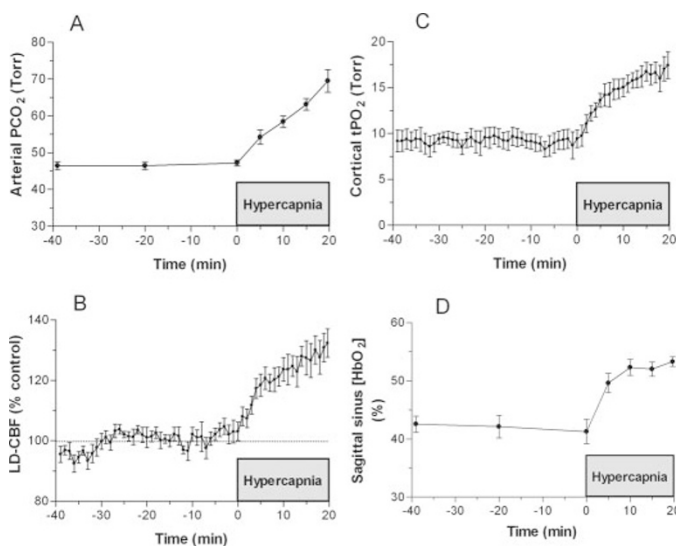 A
Arterial PCO₂ (Torr)
80
70
60
50
40
30
Hypercapnia
-40 -30 -20 -10 0 10 20
Time (min)
B
LD-CBF (% control)
140
120
100
80
Hypercapnia
-40 -30 -20 -10 0 10 20
Time (min)
C
Cortical tPO₂ (Torr)
20
15
10
5
0
Hypercapnia
-40 -30 -20 -10 0 10 20
Time (min)
D
Sagittal sinus [HbO₂]
(%)
60
50
40
30
Hypercapnia
-40 -30 -20 -10 0 10 20
Time (min)